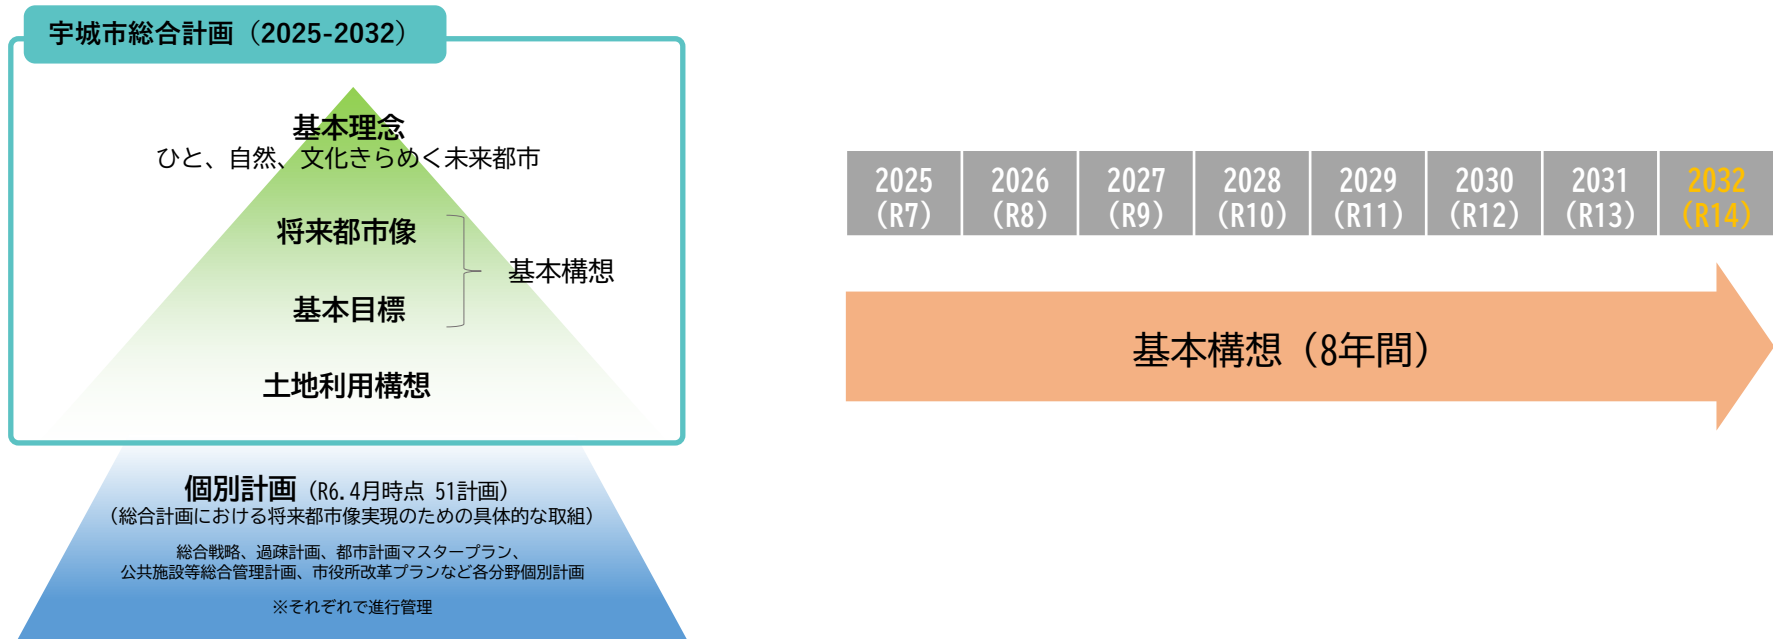 宇城市総合計画（2025-2032）
基本理念
ひと、自然、文化きらめく未来都市
将来都市像
基本構想
基本目標
土地利用構想
個別計画（R6.4月時点 51計画）
（総合計画における将来都市像実現のための具体的な取組）
総合戦略、過疎計画、都市計画マスタープラン、
公共施設等総合管理計画、市役所改革プランなど各分野個別計画
※それぞれで進行管理
2025 2026 2027 2028 2029 2030 2031 2032
（R7） （R8） （R9） （R10） （R11） （R12） （R13） （R14）
基本構想（8年間）